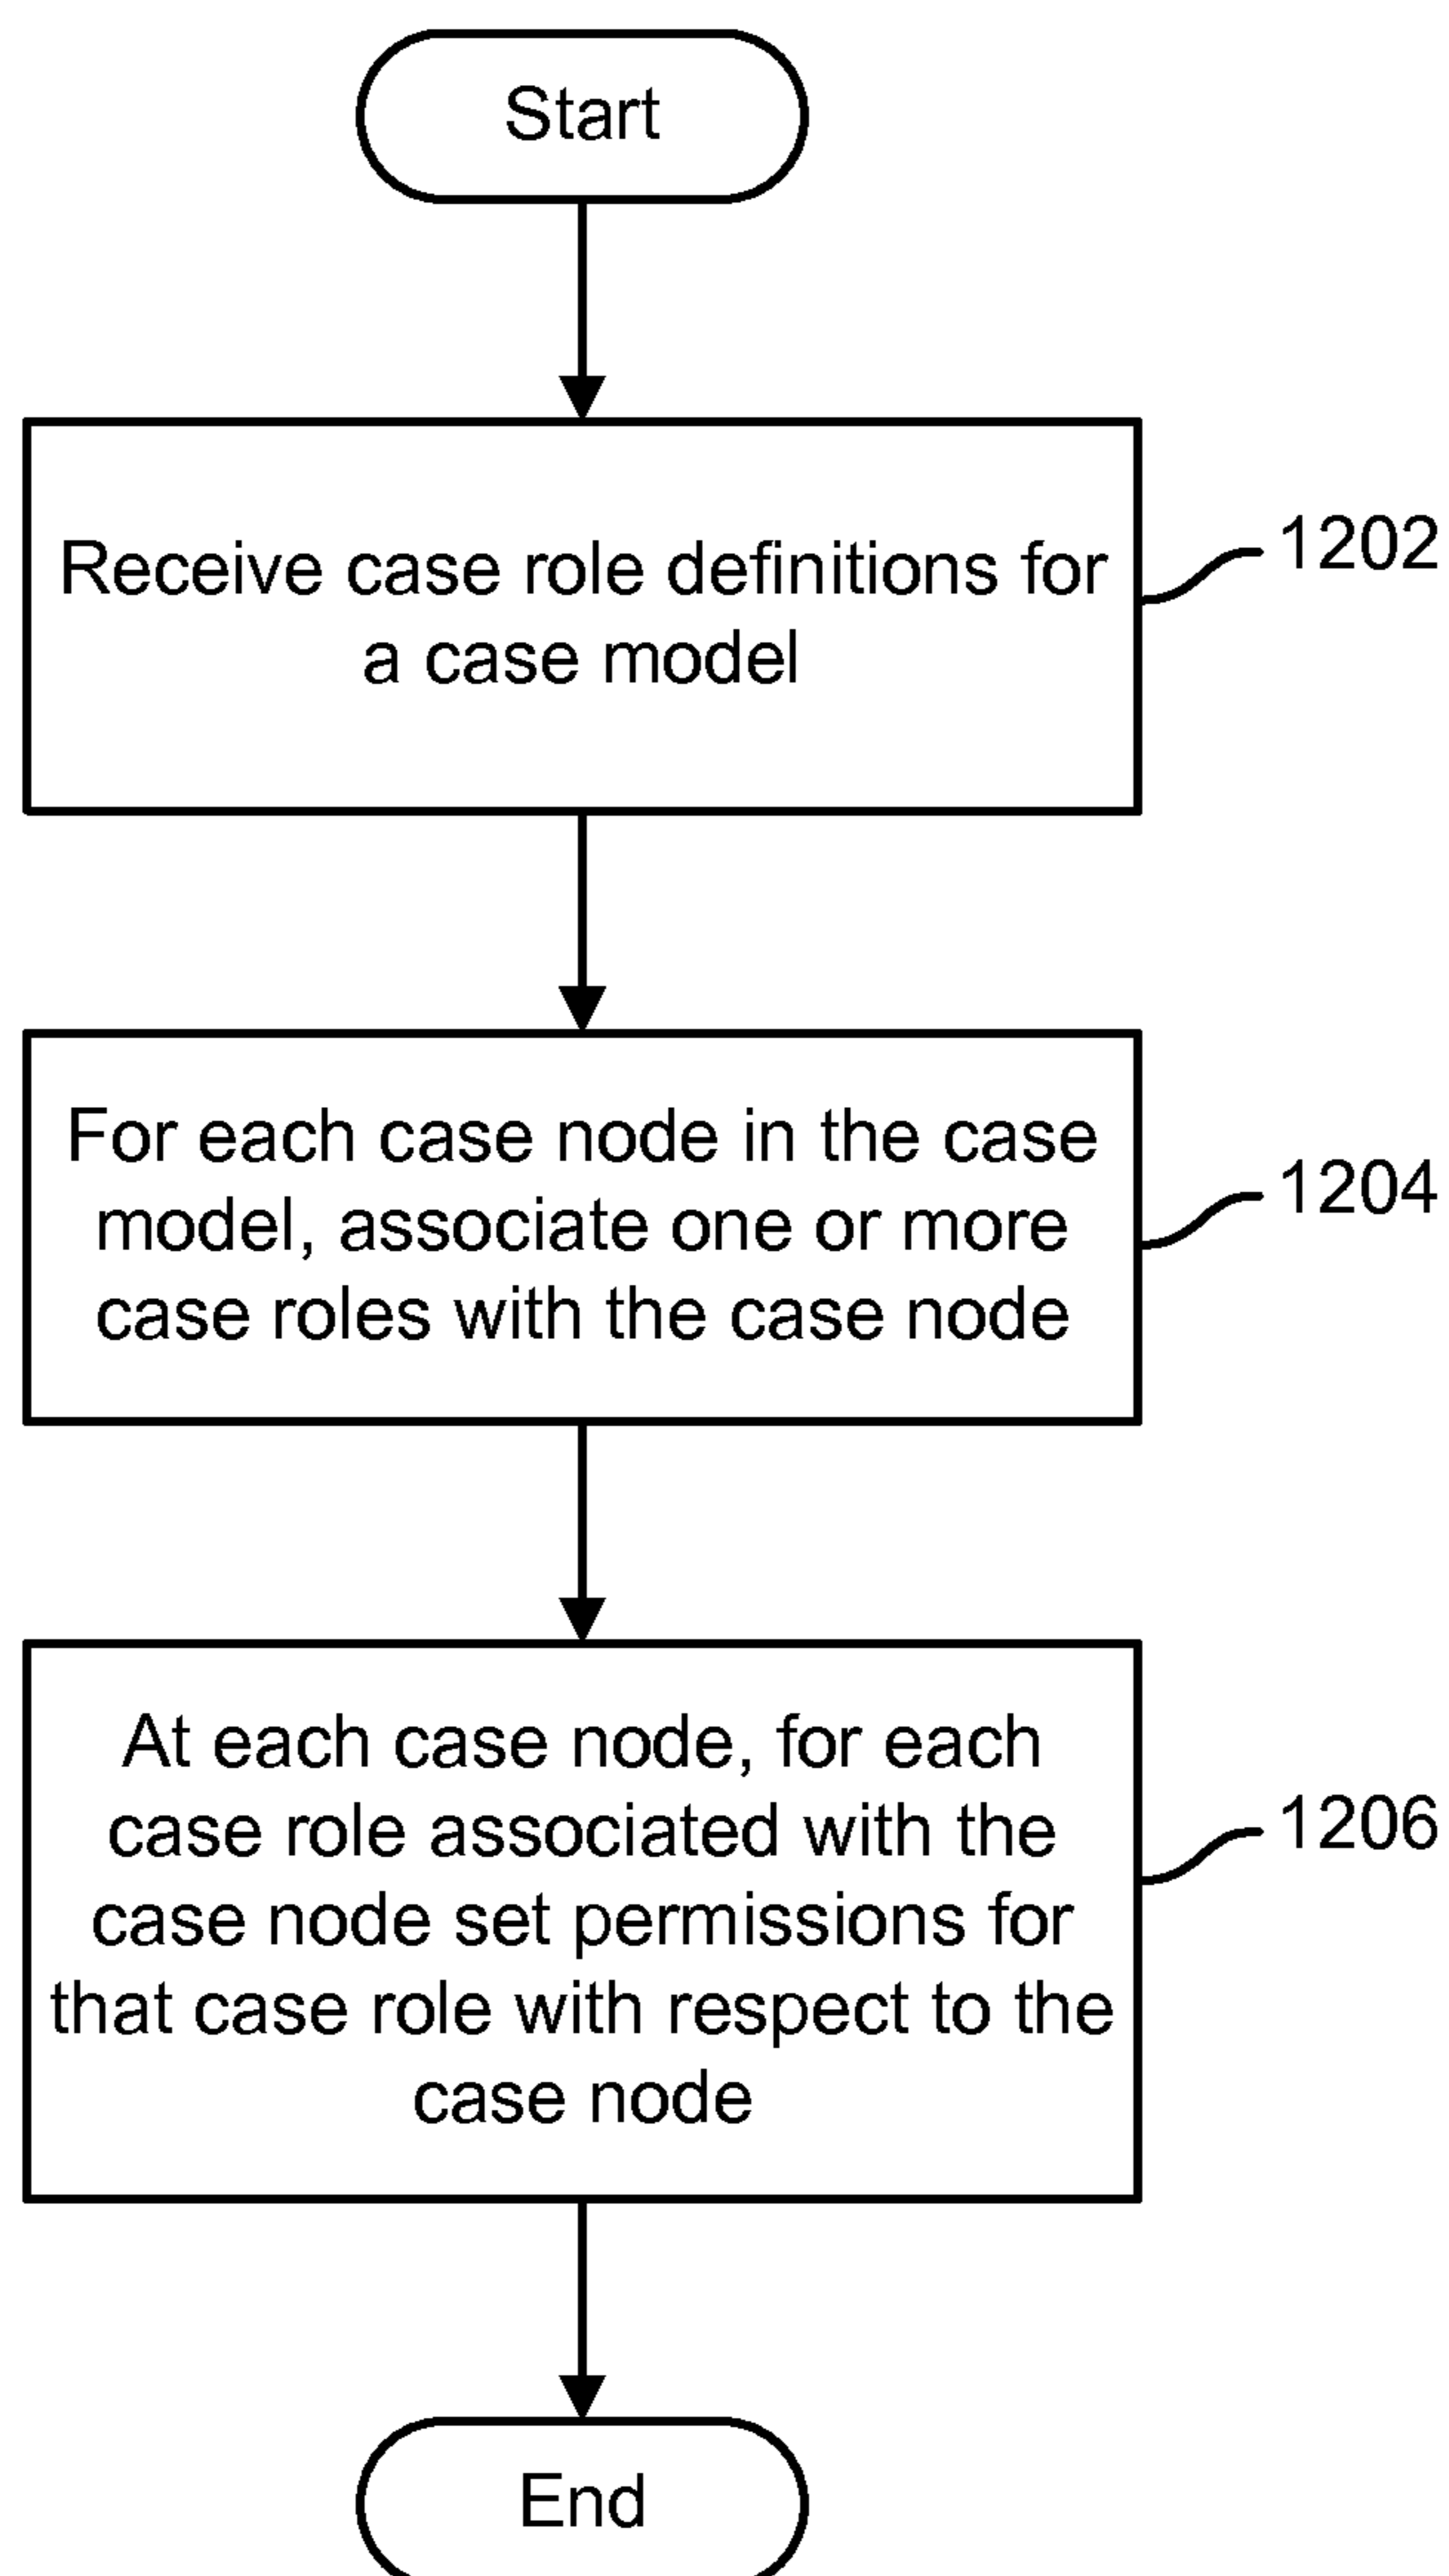 Start
Receive case role definitions for
a case model
1202
For each case node in the case
model, associate one or more
case roles with the case node
1204
At each case node, for each
case role associated with the
case node set permissions for
that case role with respect to the
case node
1206
End